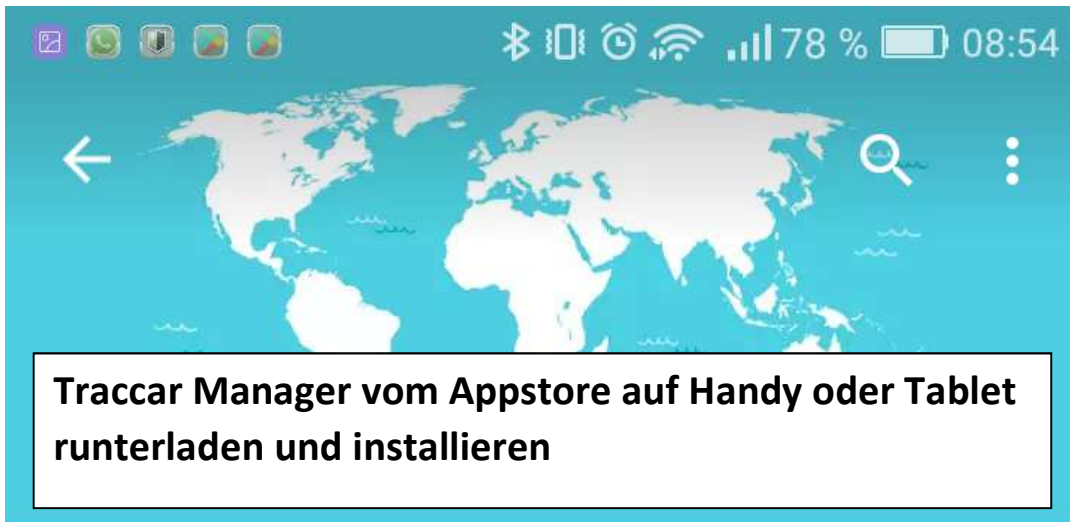 78 % 08:54
Traccar Manager vom Appstore auf Handy oder Tablet
runterladen und installieren